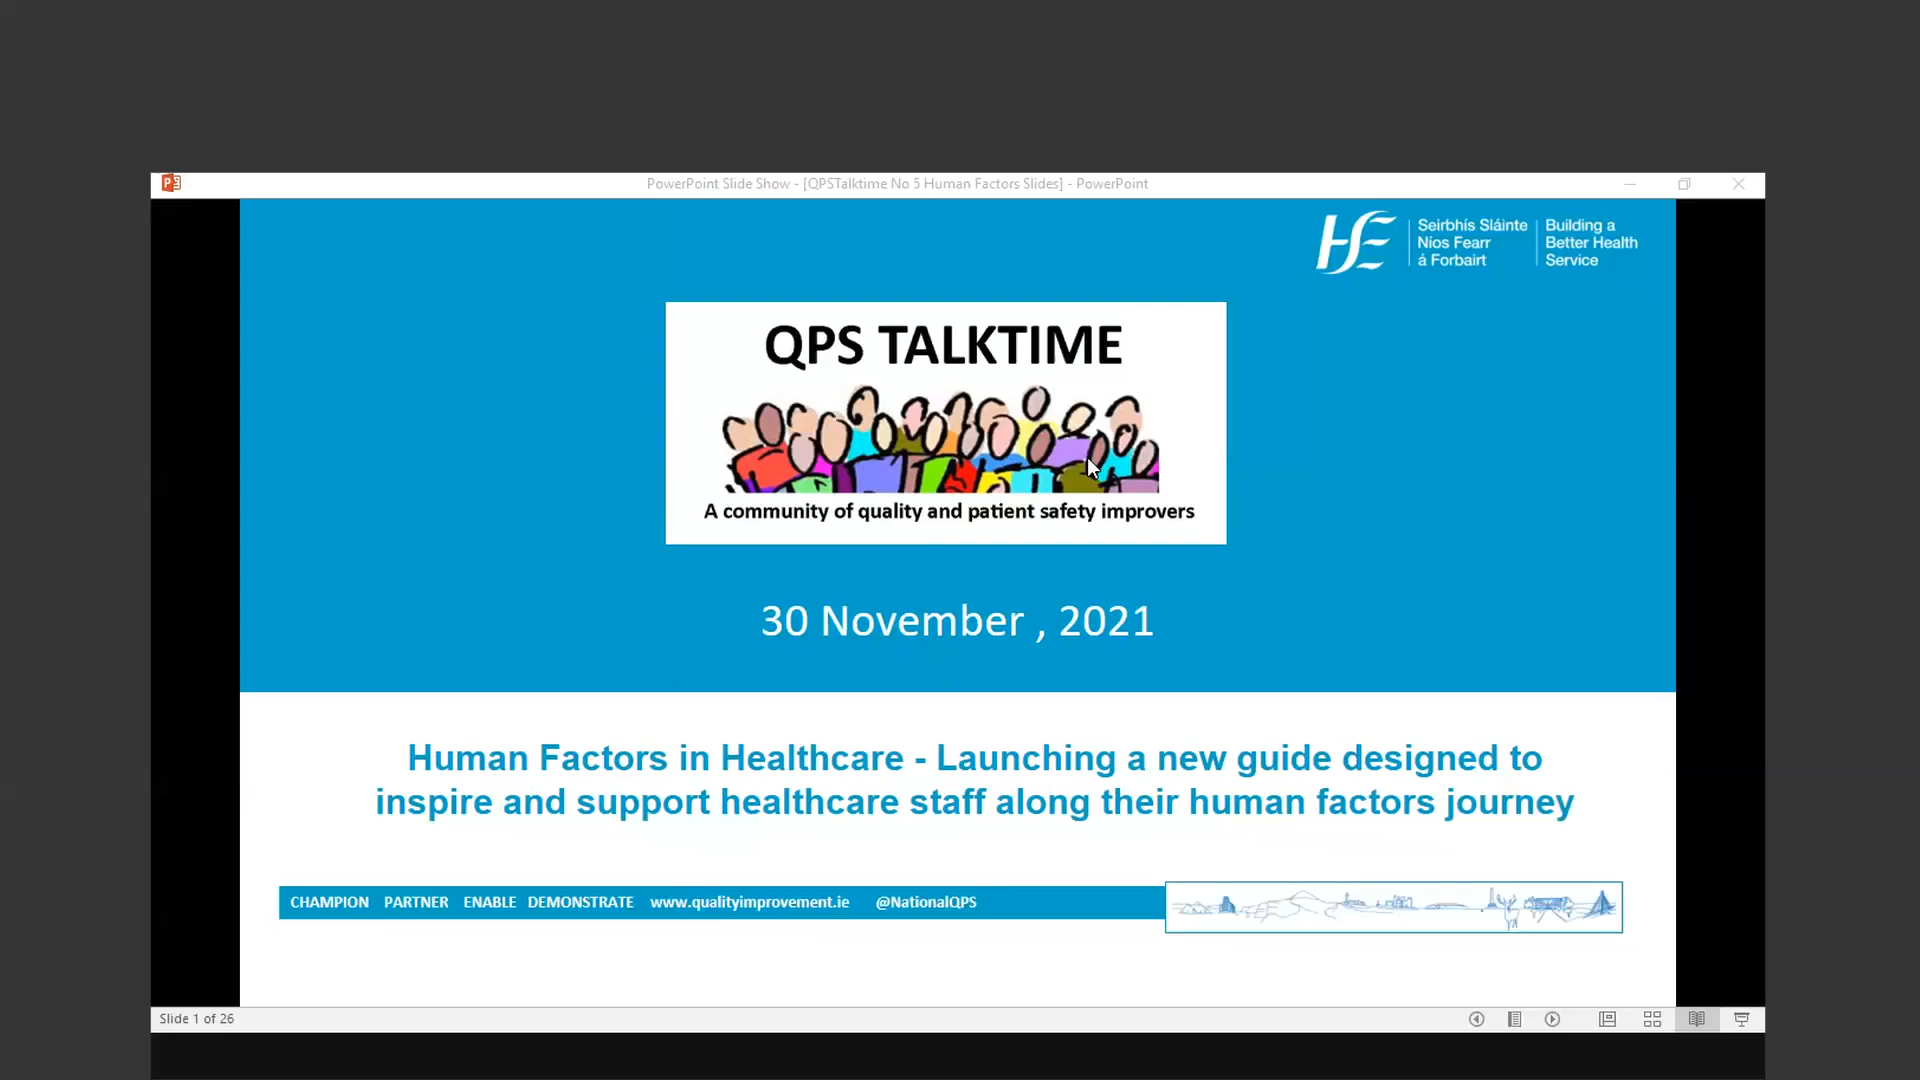 PowerPoint Slide Show - [QPSTalktime No 5 Human Factors Slides] - PowerPoint
Seirbhís Sláinte
Níos Fearr
á Forbairt
Building a
Better Health
Service
QPS TALKTIME
A community of quality and patient safety improvers
30 November , 2021
Human Factors in Healthcare - Launching a new guide designed to
inspire and support healthcare staff along their human factors journey
CHAMPION PARTNER ENABLE DEMONSTRATE www.qualityimprovement.ie @NationalQPS
Slide 1 of 26